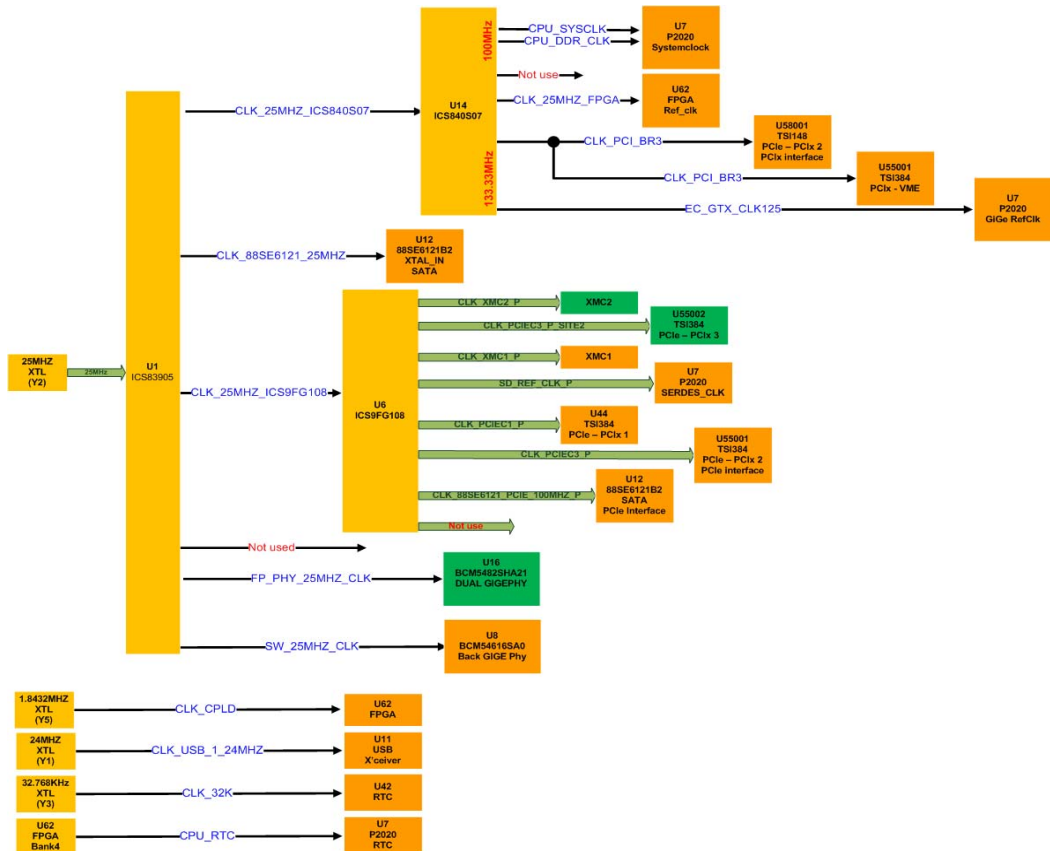 100MHz
133.33MHz
CPU_SYSCLK
CPU_DDR_CLK
U7
P2020
Systemclock
Not use
CLK_25MHZ_FPGA
U62
FPGA
Ref_clk
CLK_25MHZ_ICS840S07
U14
ICS840S07
CLK_PCI_BR3
U58001
TSI148
PCIe – PCIx 2
PCIx interface
CLK_PCI_BR3
U55001
TSI384
PCIx - VME
EC_GTX_CLK125
U7
P2020
GiGe RefClk
CLK_88SE6121_25MHZ
U12
88SE6121B2
XTAL_IN
SATA
25MHZ
XTL
(Y2)
25MHz
U1
ICS83905
CLK_25MHZ_ICS9FG108
U6
ICS9FG108
CLK_XMC2_P
XMC2
CLK_PCIEC3_P_SITE2
U55002
TSI384
PCIe – PCIx 3
CLK_XMC1_P
XMC1
SD_REF_CLK_P
U7
P2020
SERDES_CLK
CLK_PCIEC1_P
U44
TSI384
PCIe – PCIx 1
CLK_PCIEC3_P
U55001
TSI384
PCIe – PCIx 2
PCIe interface
CLK_88SE6121_PCIE_100MHZ_P
U12
88SE6121B2
SATA
PCIe Interface
Not use
Not used
FP_PHY_25MHZ_CLK
U16
BCM5482SHA21
DUAL GIGEPHY
SW_25MHZ_CLK
U8
BCM54616SA0
Back GIGE Phy
1.8432MHZ
XTL
(Y5)
CLK_CPLD
U62
FPGA
24MHZ
XTL
(Y1)
CLK_USB_1_24MHZ
U11
USB
X'ceiver
32.768KHz
XTL
(Y3)
CLK_32K
U42
RTC
U62
FPGA
Bank4
CPU_RTC
U7
P2020
RTC